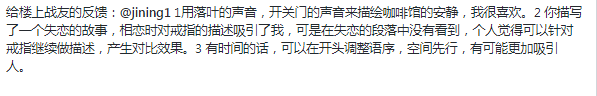 给楼上战友的反馈：@jining1 1用落叶的声音，开关门的声音来描绘咖啡馆的安静，我很喜欢。2 你描写
了一个失恋的故事，相恋时对戒指的描述吸引了我，可是在失恋的段落中没有看到，个人觉得可以针对
戒指继续做描述，产生对比效果。3 有时间的话，可以在开头调整语序，空间先行，有可能更加吸引
人。